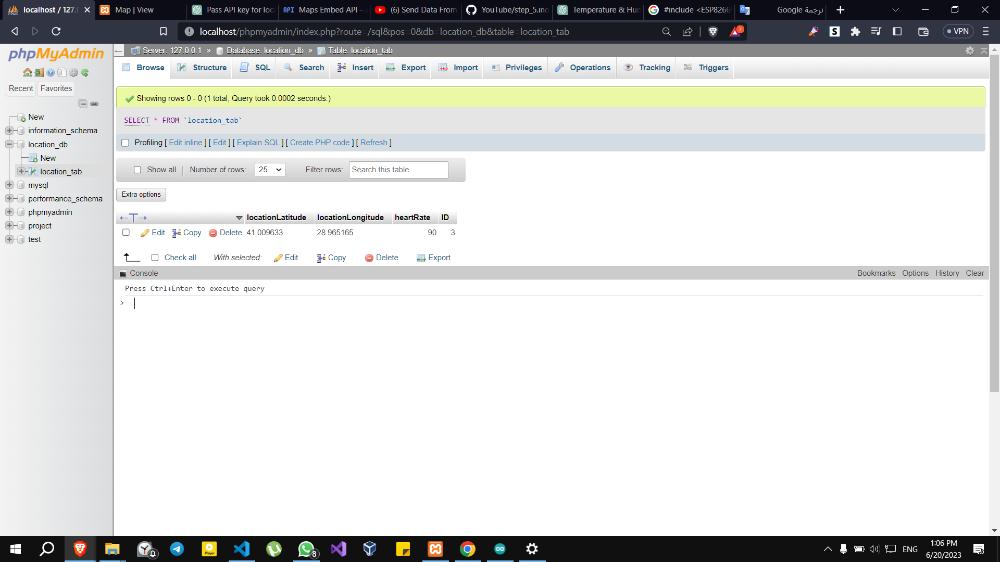 localhost / 127.0
Map | View
Pass API key for loc
Maps Embed API –
(6) Send Data From
YouTube/step_5.ino
Temperature & Hum
#include <ESP8266
ترجمة Google
localhost/phpmyadmin/index.php?route=/sql&pos=0&db=location_db&table=location_tab
7
VPN
phpMyAdmin
Recent
Favorites
New
information_schema
location_db
New
location_tab
mysql
performance_schema
phpmyadmin
project
test
Server: 127.0.0.1 » Database: location_db » Table: location_tab
Browse
Structure
SQL
Search
Insert
Export
Import
Privileges
Operations
Tracking
Triggers
Showing rows 0 - 0 (1 total, Query took 0.0002 seconds.)
SELECT * FROM `location_tab`
Profiling [ Edit inline ] [ Edit ] [ Explain SQL ] [ Create PHP code ] [ Refresh ]
Show all | Number of rows: 25 Filter rows: Search this table
Extra options
←T→ locationLatitude locationLongitude heartRate ID
Edit Copy Delete 41.009633 28.965165 90 3
Check all With selected: Edit Copy Delete Export
Console
Bookmarks Options History Clear
Press Ctrl+Enter to execute query
>
Player
8
ENG
1:06 PM
6/20/2023